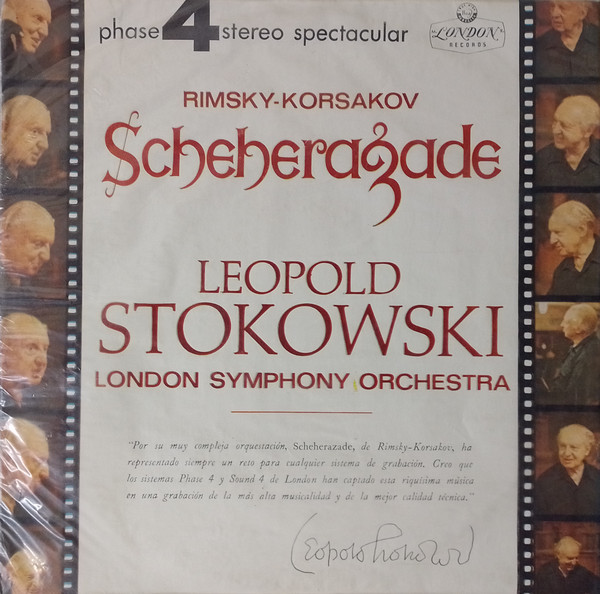 phase 4 stereo spectacular
LONDON
RECORDS
RIMSKY-KORSAKOV
Scheherazade
LEOPOLD
STOKOWSKI
LONDON SYMPHONY ORCHESTRA
"Por su muy compleja orquestación, Scheherazade, de Rimsky-Korsakov, ha
representado siempre un reto para cualquier sistema de grabación. Creo que
los sistemas Phase 4 y Sound 4 de London han captado esta riquísima música
en una grabación de la más alta musicalidad y de la mejor calidad técnica."
Leopold Stokowski